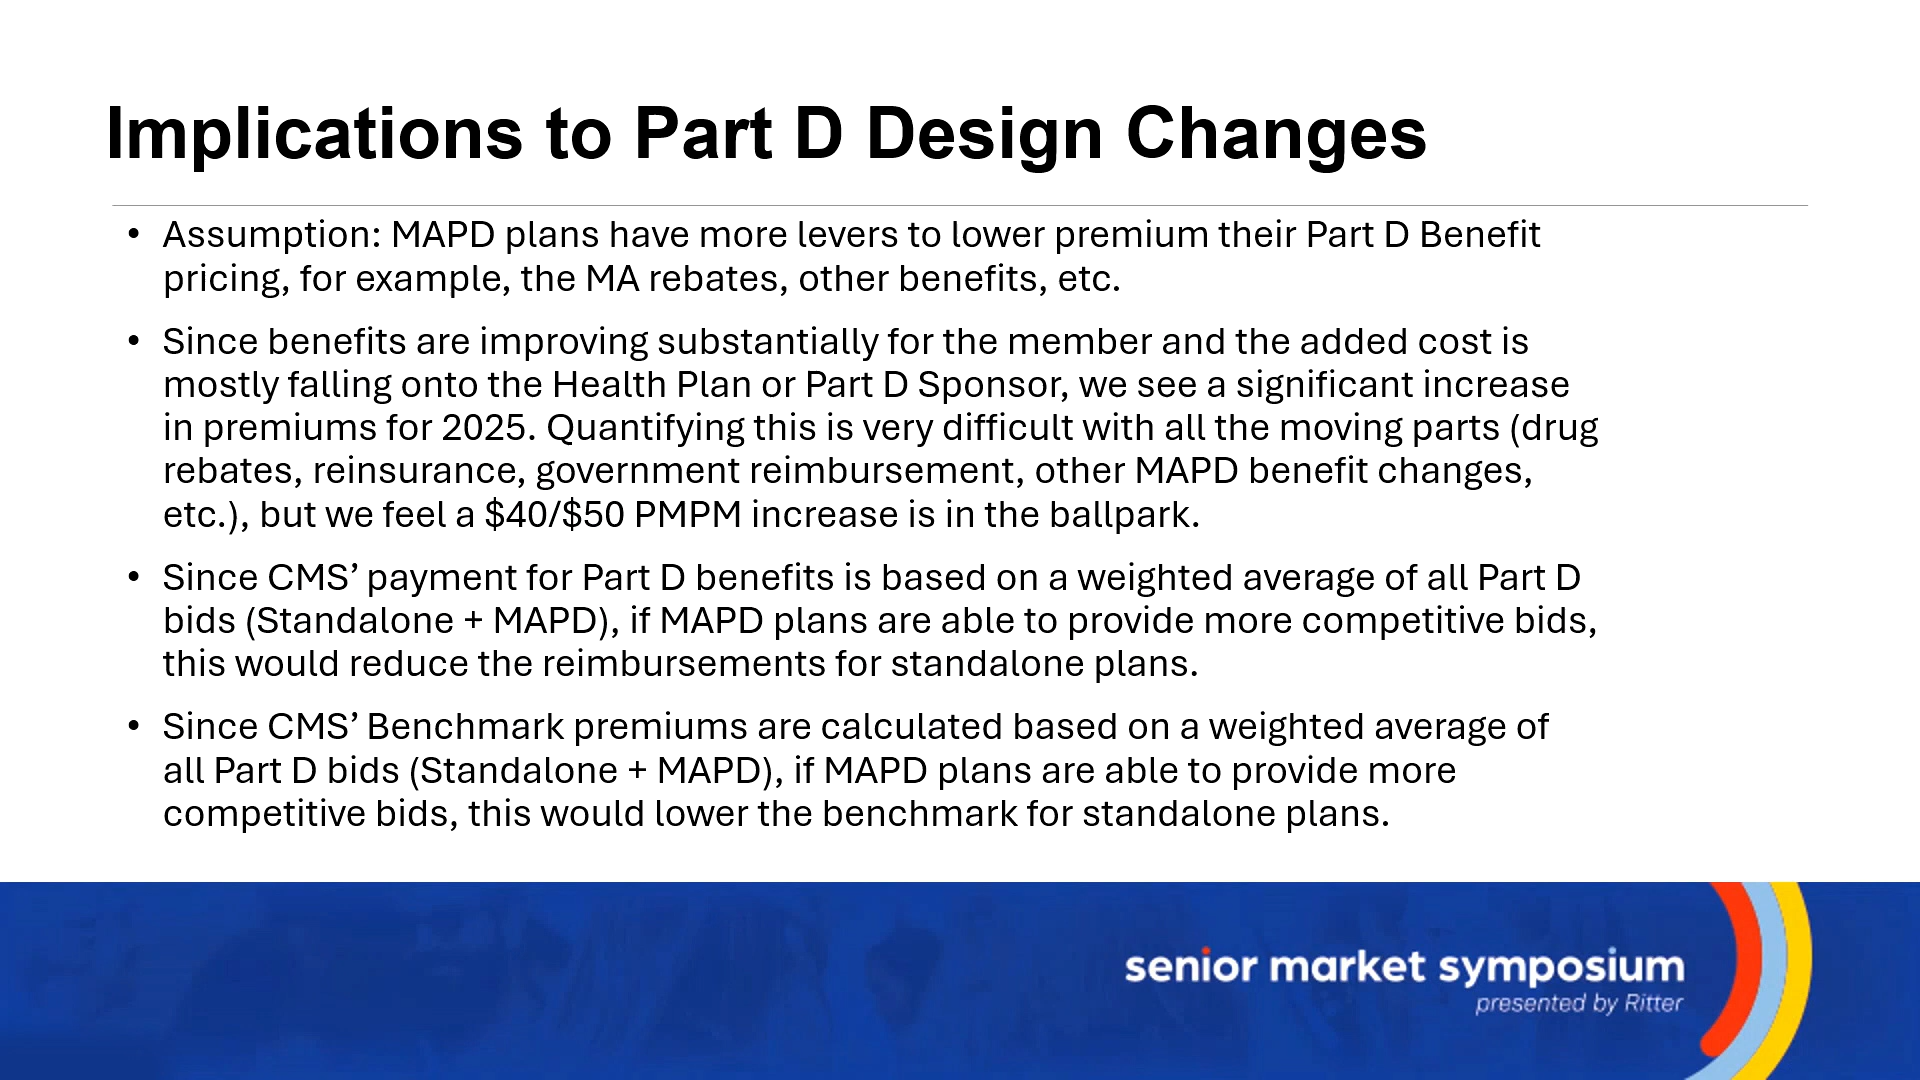 Implications to Part D Design Changes
• Assumption: MAPD plans have more levers to lower premium their Part D Benefit
pricing, for example, the MA rebates, other benefits, etc.
• Since benefits are improving substantially for the member and the added cost is
mostly falling onto the Health Plan or Part D Sponsor, we see a significant increase
in premiums for 2025. Quantifying this is very difficult with all the moving parts (drug
rebates, reinsurance, government reimbursement, other MAPD benefit changes,
etc.), but we feel a $40/$50 PMPM increase is in the ballpark.
• Since CMS’ payment for Part D benefits is based on a weighted average of all Part D
bids (Standalone + MAPD), if MAPD plans are able to provide more competitive bids,
this would reduce the reimbursements for standalone plans.
• Since CMS’ Benchmark premiums are calculated based on a weighted average of
all Part D bids (Standalone + MAPD), if MAPD plans are able to provide more
competitive bids, this would lower the benchmark for standalone plans.
senior market symposium
presented by Ritter